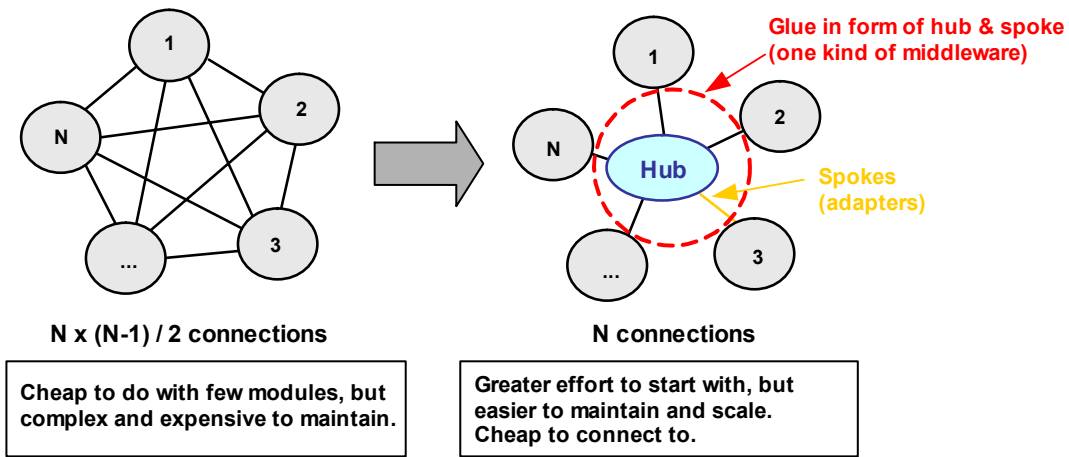 1
2
3
...
N
N x (N-1) / 2 connections
Cheap to do with few modules, but
complex and expensive to maintain.
Glue in form of hub & spoke
(one kind of middleware)
1
2
N
Hub
Spokes
(adapters)
3
...
N connections
Greater effort to start with, but
easier to maintain and scale.
Cheap to connect to.